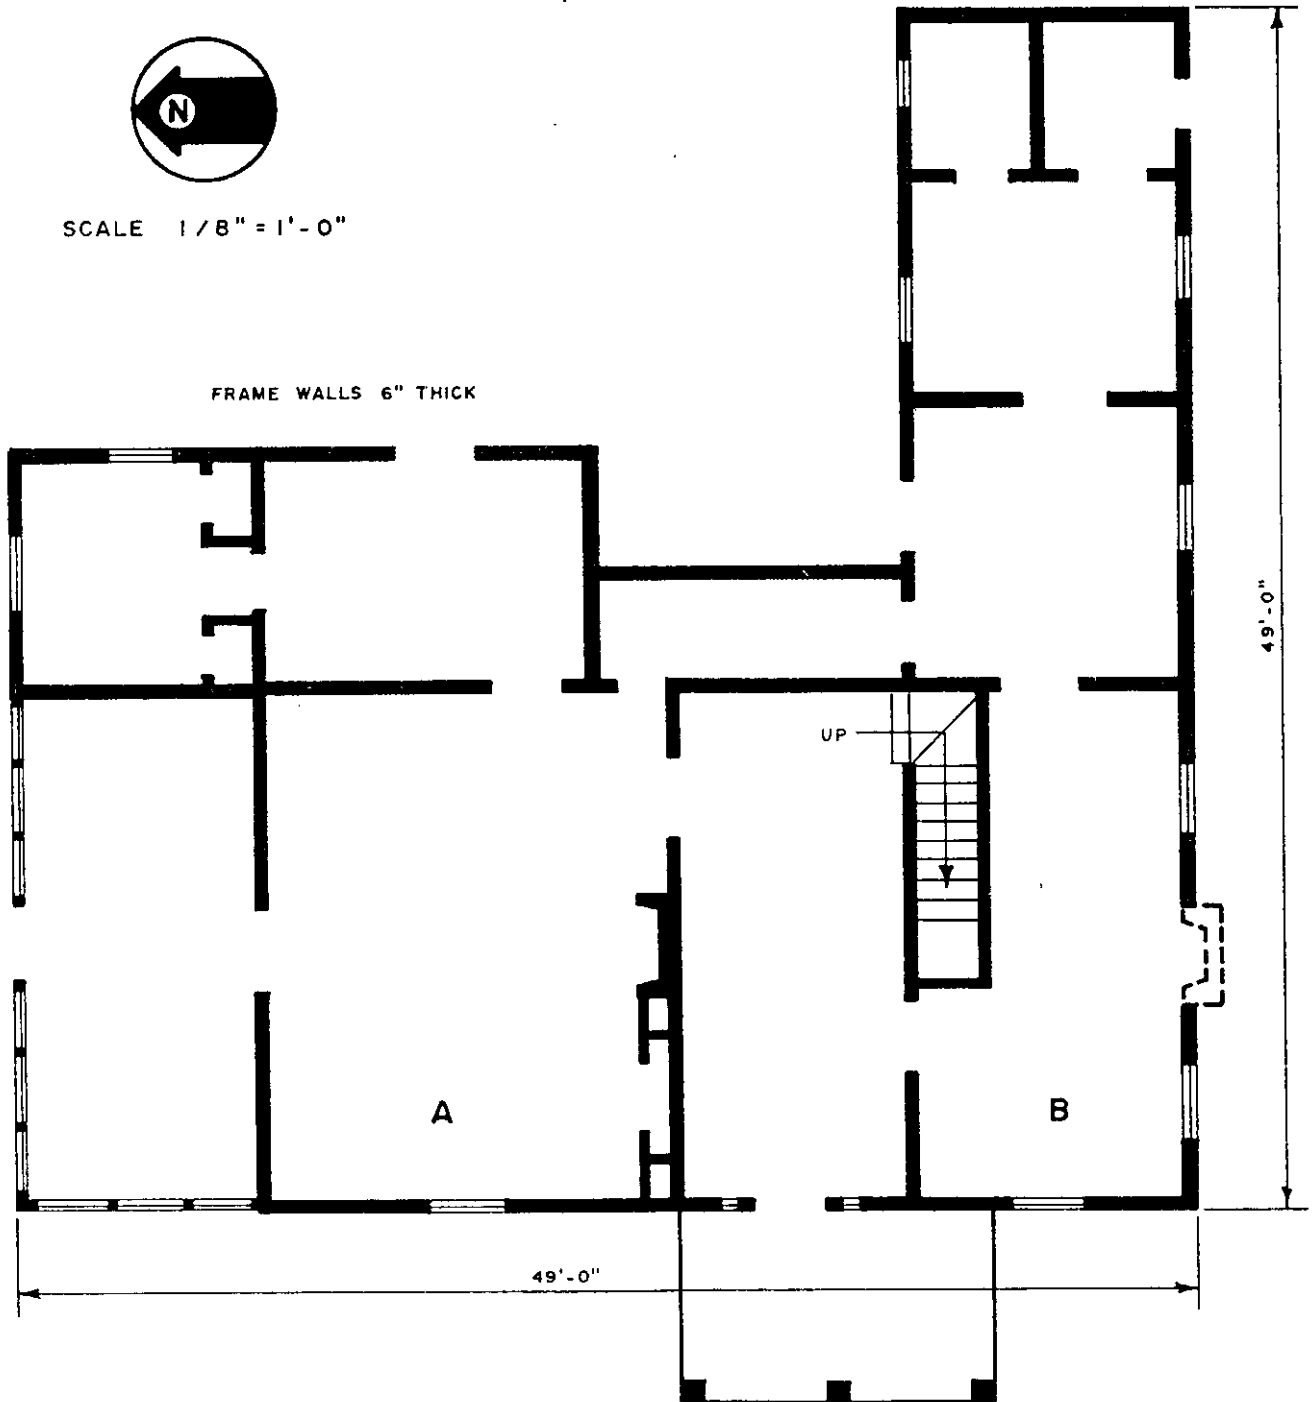 N
SCALE 1/8" = 1'-0"
FRAME WALLS 6" THICK
49'-0"
UP
A
B
49'-0"